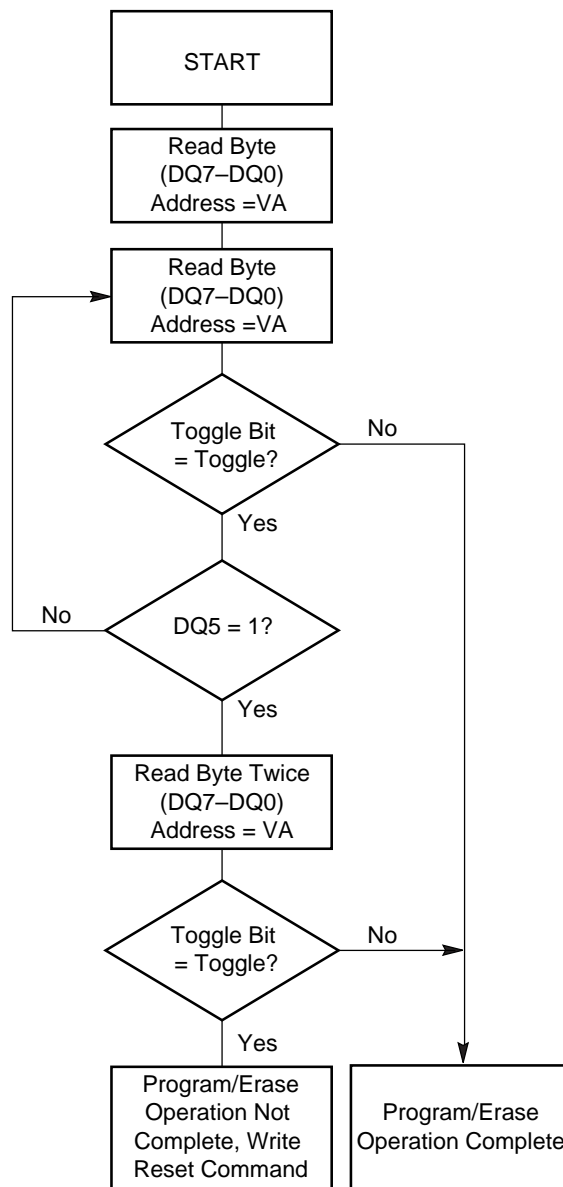 START
Read Byte
(DQ7–DQ0)
Address =VA
Read Byte
(DQ7–DQ0)
Address =VA
Toggle Bit
= Toggle?
No
Yes
No
DQ5 = 1?
Yes
Read Byte Twice
(DQ7–DQ0)
Address = VA
Toggle Bit
= Toggle?
No
Yes
Program/Erase
Operation Not
Complete, Write
Reset Command
Program/Erase
Operation Complete